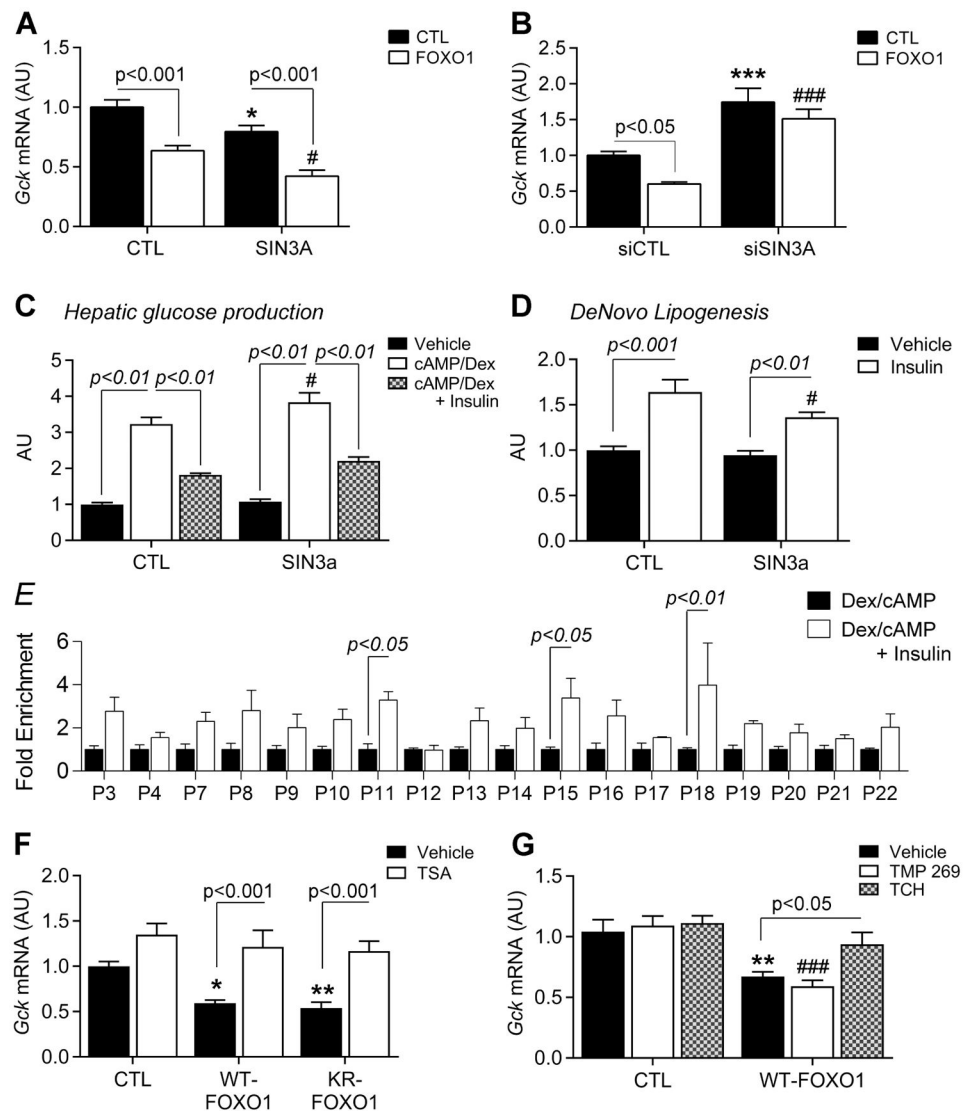 A
CTL
FOXO1
Gck mRNA (AU)
1.5
1.0
0.5
0.0
p<0.001
p<0.001
*
#
CTL
SIN3A
B
CTL
FOXO1
Gck mRNA (AU)
2.5
2.0
1.5
1.0
0.5
0.0
p<0.05
***
###
siCTL
siSIN3A
C
Hepatic glucose production
Vehicle
cAMP/Dex
cAMP/Dex
+ Insulin
AU
5
4
3
2
1
0
p<0.01
p<0.01
p<0.01
p<0.01
#
CTL
SIN3a
D
DeNovo Lipogenesis
Vehicle
Insulin
AU
2.0
1.5
1.0
0.5
0.0
p<0.001
p<0.01
#
CTL
SIN3a
E
Dex/cAMP
Dex/cAMP
+ Insulin
Fold Enrichment
6
4
2
0
p<0.05
p<0.05
p<0.01
P3 P4 P7 P8 P9 P10 P11 P12 P13 P14 P15 P16 P17 P18 P19 P20 P21 P22
F
Vehicle
TSA
Gck mRNA (AU)
2.0
1.5
1.0
0.5
0.0
p<0.001
p<0.001
*
**
CTL
WT-
FOXO1
KR-
FOXO1
G
Vehicle
TMP 269
TCH
Gck mRNA (AU)
1.5
1.0
0.5
0.0
p<0.05
**
###
CTL
WT-FOXO1